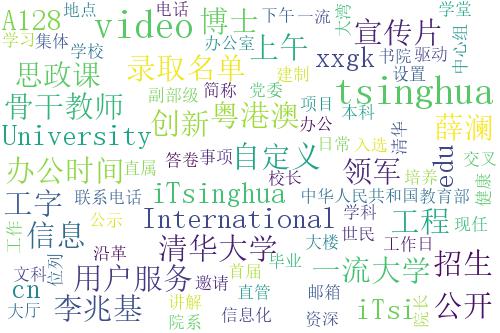 A128
地点
video
电话
博士
下午
一流
大湾
宣传片
学堂
学习
集体
办公室
上午
学校
思政课
录取名单
建制
xxgk
书院
驱动
中心组
设置
骨干教师
副部级
简称
党委
项目
本科
tsinghua
创新
粤港澳
办公
日常
入选
清华
薛澜
University
办公时间
直属
答卷
事项
自定义
领军
edu
交叉
健康
校长
培养
联系电话
iTsinghua
中华人民共和国教育部
工字
公示
International
学科
世民
工程
现任
工作
信息
沿革
清华大学
大楼
工作日
招生
文科
位列
首届
毕业
一流大学
院长
cn
用户服务
邀请
大厅
李兆基
讲解
直管
邮箱
iTsi
公开
院系
信息化
资深